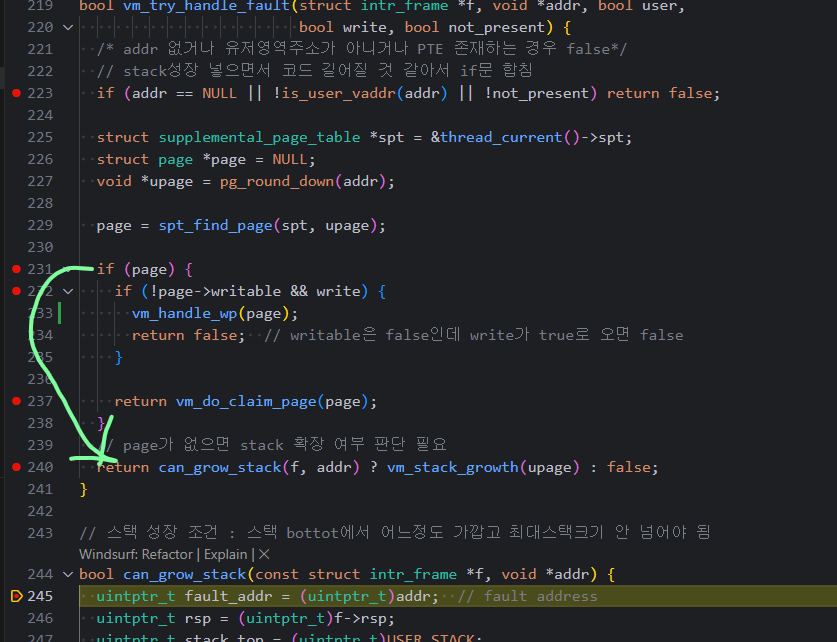 219 bool vm_try_handle_fault(struct intr_frame *f, void *addr, bool user,
220 bool write, bool not_present) {
221 /* addr 없거나 유저영역주소가 아니거나 PTE 존재하는 경우 false*/
222 // stack성장 넣으면서 코드 길어질 것 같아서 if문 합침
223 if (addr == NULL || !is_user_vaddr(addr) || !not_present) return false;
224
225 struct supplemental_page_table *spt = &thread_current()->spt;
226 struct page *page = NULL;
227 void *upage = pg_round_down(addr);
228
229 page = spt_find_page(spt, upage);
230
231 if (page) {
232 if (!page->writable && write) {
233 vm_handle_wp(page);
234 return false; // writable은 false인데 write가 true로 오면 false
235 }
236
237 return vm_do_claim_page(page);
238 }
239 // page가 없으면 stack 확장 여부 판단 필요
240 return can_grow_stack(f, addr) ? vm_stack_growth(upage) : false;
241 }
242
243 // 스택 성장 조건 : 스택 bottot에서 어느정도 가깝고 최대스택크기 안 넘어야 됨
Windsurf: Refactor | Explain | ×
244 bool can_grow_stack(const struct intr_frame *f, void *addr) {
245 uintptr_t fault_addr = (uintptr_t)addr; // fault address
246 uintptr_t rsp = (uintptr_t)f->rsp;
247 uintptr_t stack_top = (uintptr_t)USER_STACK;